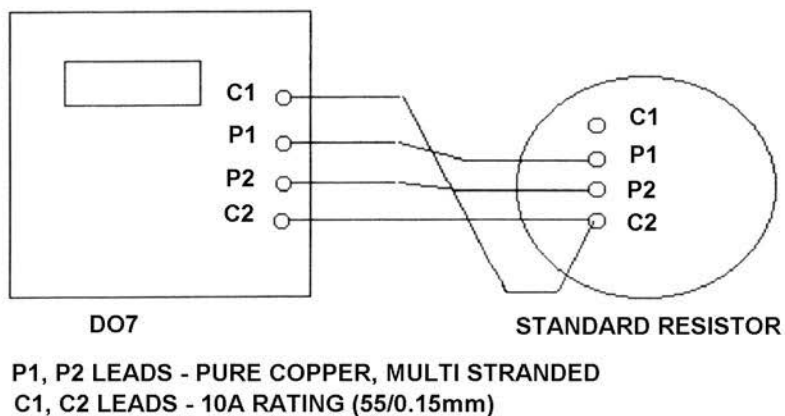 C1
P1
P2
C2
C1
P1
P2
C2
DO7
STANDARD RESISTOR
P1, P2 LEADS - PURE COPPER, MULTI STRANDED
C1, C2 LEADS - 10A RATING (55/0.15mm)